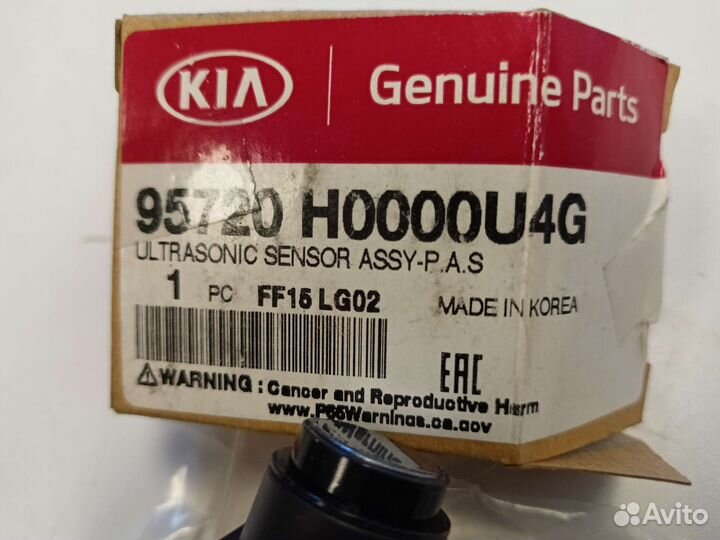 KIA
Genuine Parts
95720 H0000U4G
ULTRASONIC SENSOR ASSY-P.A.S
1 PC FF15 LG02 MADE IN KOREA
EAC
⚠WARNING : Cancer and Reproductive Harm
www.P65Warnings.ca.gov
Avito